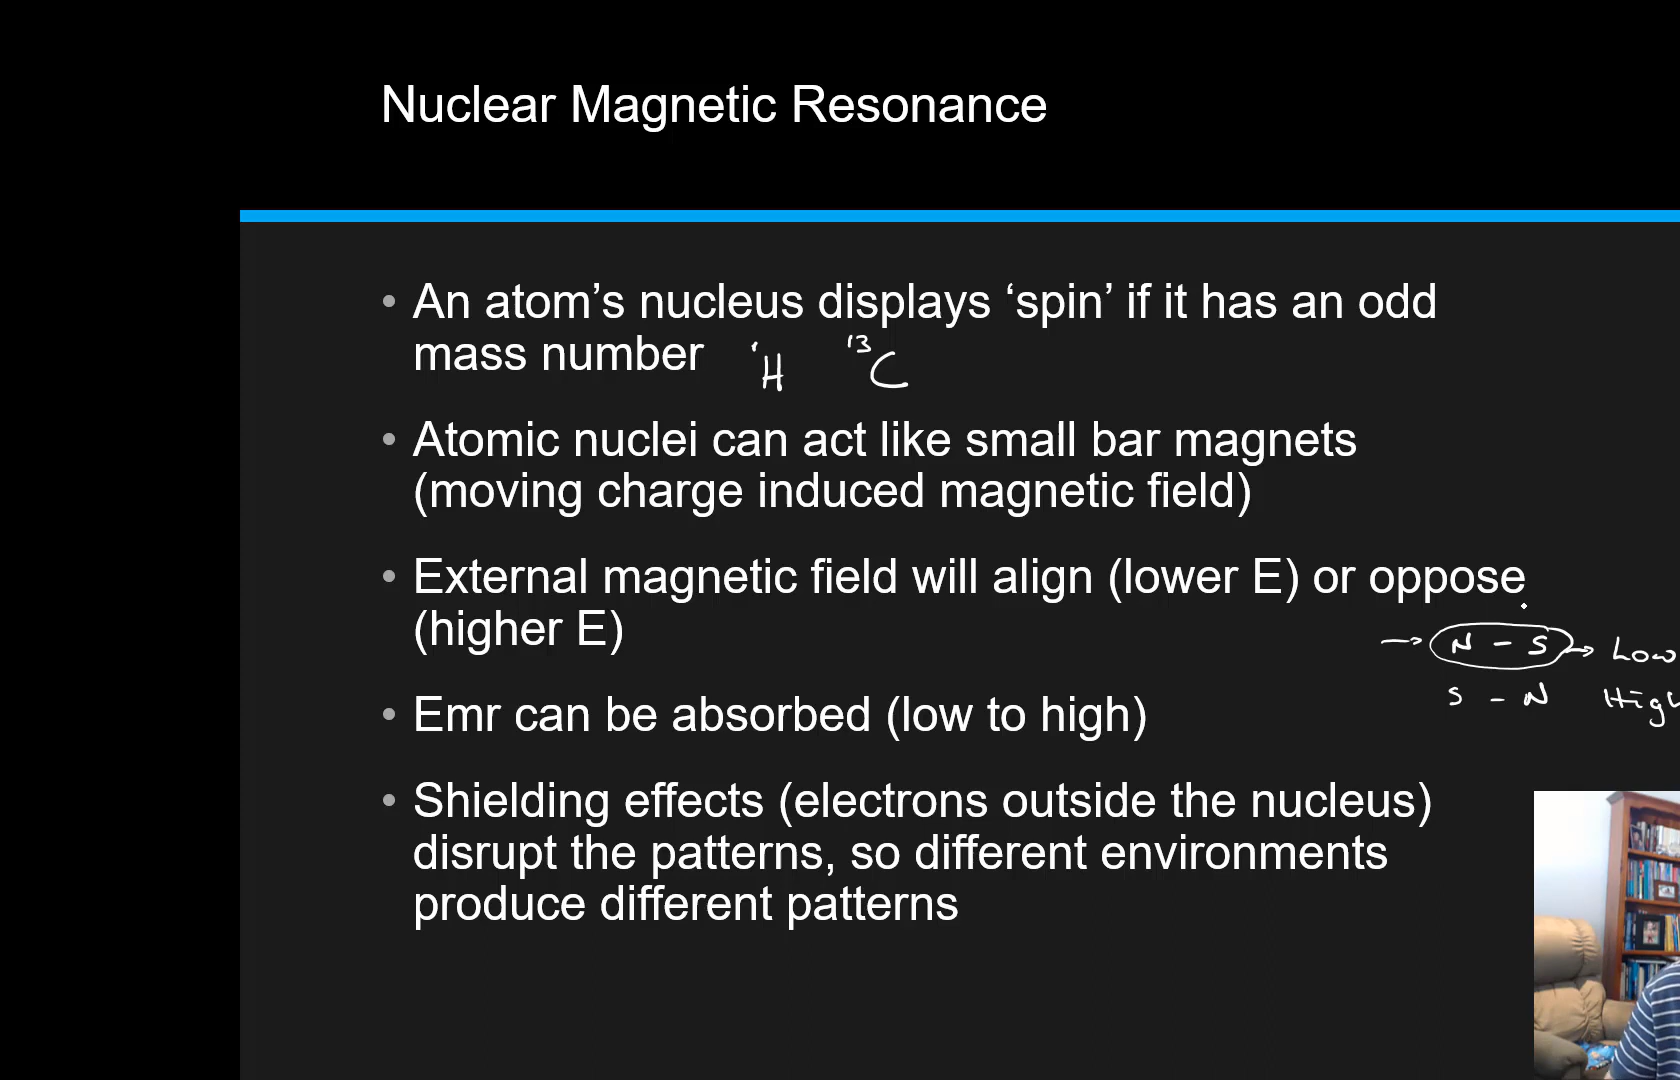 Nuclear Magnetic Resonance
• An atom’s nucleus displays ‘spin’ if it has an odd
mass number ¹H ¹³C
• Atomic nuclei can act like small bar magnets
(moving charge induced magnetic field)
• External magnetic field will align (lower E) or oppose
(higher E)
→ N – S → Low
S – N High
• Emr can be absorbed (low to high)
• Shielding effects (electrons outside the nucleus)
disrupt the patterns, so different environments
produce different patterns